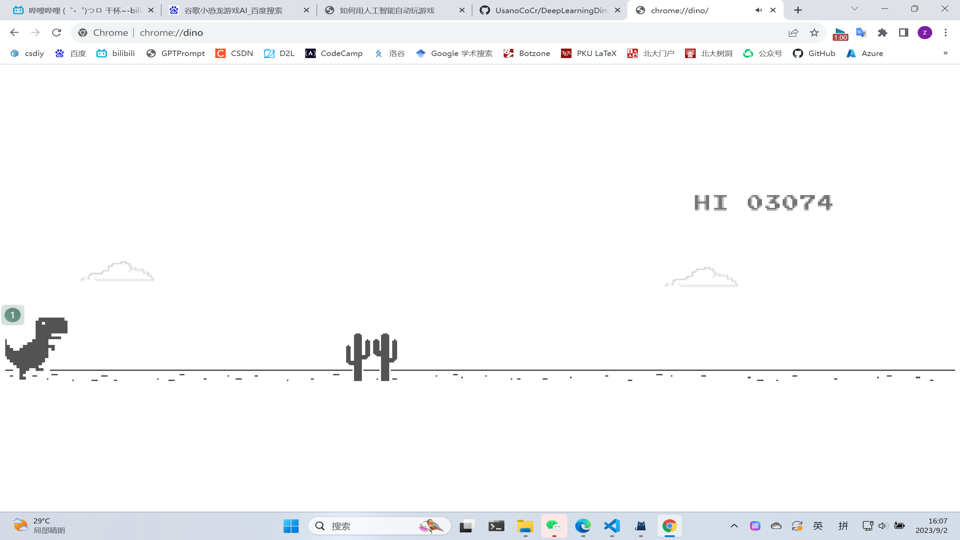 哔哩哔哩 (゜-゜)つロ 干杯~-bili
谷歌小恐龙游戏AI_百度搜索
如何用人工智能自动玩游戏
UsanoCoCr/DeepLearningDin
chrome://dino/
Chrome | chrome://dino
1.00
z
csdiy
百度
bilibili
GPTPrompt
CSDN
D2L
CodeCamp
洛谷
Google 学术搜索
Botzone
PKU LaTeX
北大门户
北大树洞
公众号
GitHub
Azure
»
HI 03074
1
29°C
局部晴朗
搜索
英
拼
16:07
2023/9/2